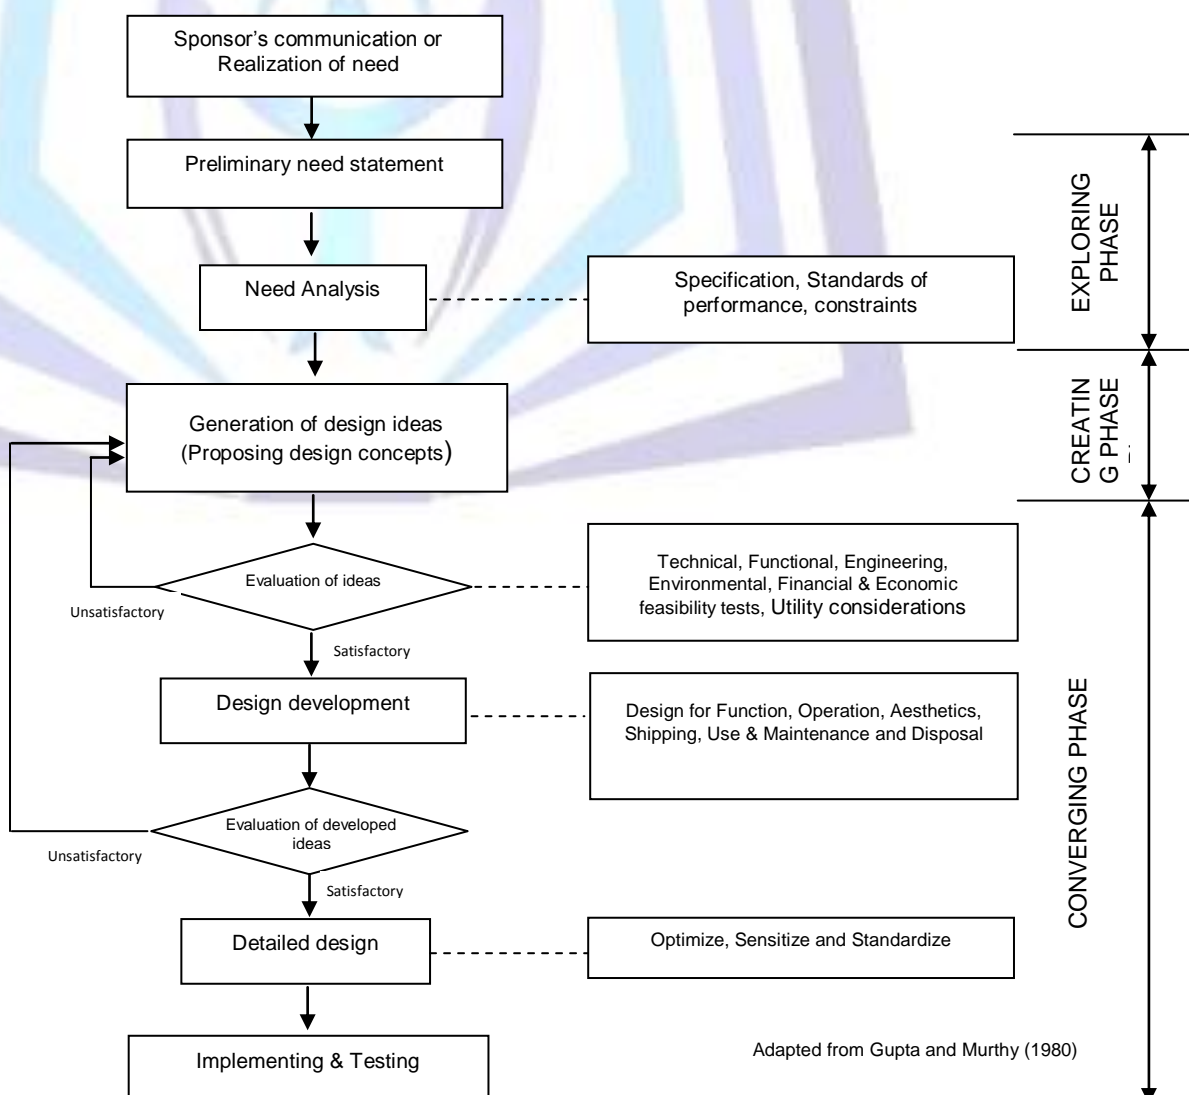 Sponsor's communication or
Realization of need
Preliminary need statement
EXPLORING
PHASE
Need Analysis
Specification, Standards of
performance, constraints
Generation of design ideas
(Proposing design concepts)
CREATIN
G PHASE
Evaluation of ideas
Technical, Functional, Engineering,
Environmental, Financial & Economic
feasibility tests, Utility considerations
Unsatisfactory
Satisfactory
Design development
Design for Function, Operation, Aesthetics,
Shipping, Use & Maintenance and Disposal
CONVERGING PHASE
Evaluation of developed
ideas
Unsatisfactory
Satisfactory
Detailed design
Optimize, Sensitize and Standardize
Implementing & Testing
Adapted from Gupta and Murthy (1980)